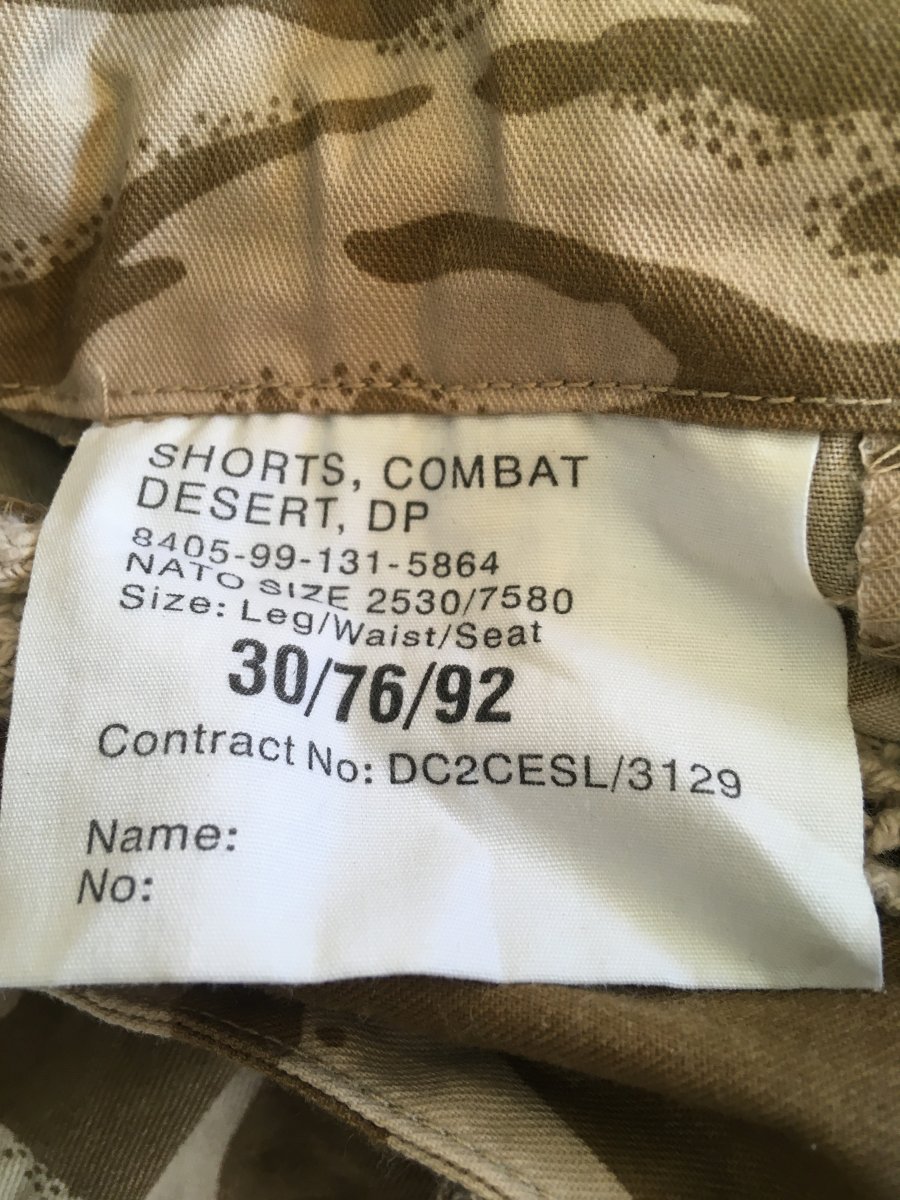 SHORTS, COMBAT
DESERT, DP
8405-99-131-5864
NATO SIZE 2530/7580
Size: Leg/Waist/Seat
30/76/92
Contract No: DC2CESL/3129
Name:
No: